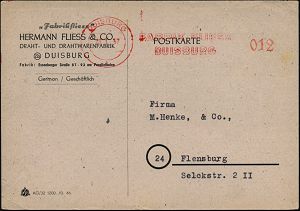 „Fabrikfliess"
HERMANN FLIESS & CO.
DRAHT- UND DRAHTWARENFABRIK
DUISBURG
German / Geschäftlich
POSTKARTE
DUISBURG
012
Firma
M.Henke, & Co.,
24
Flensburg
Selckstr. 2 II